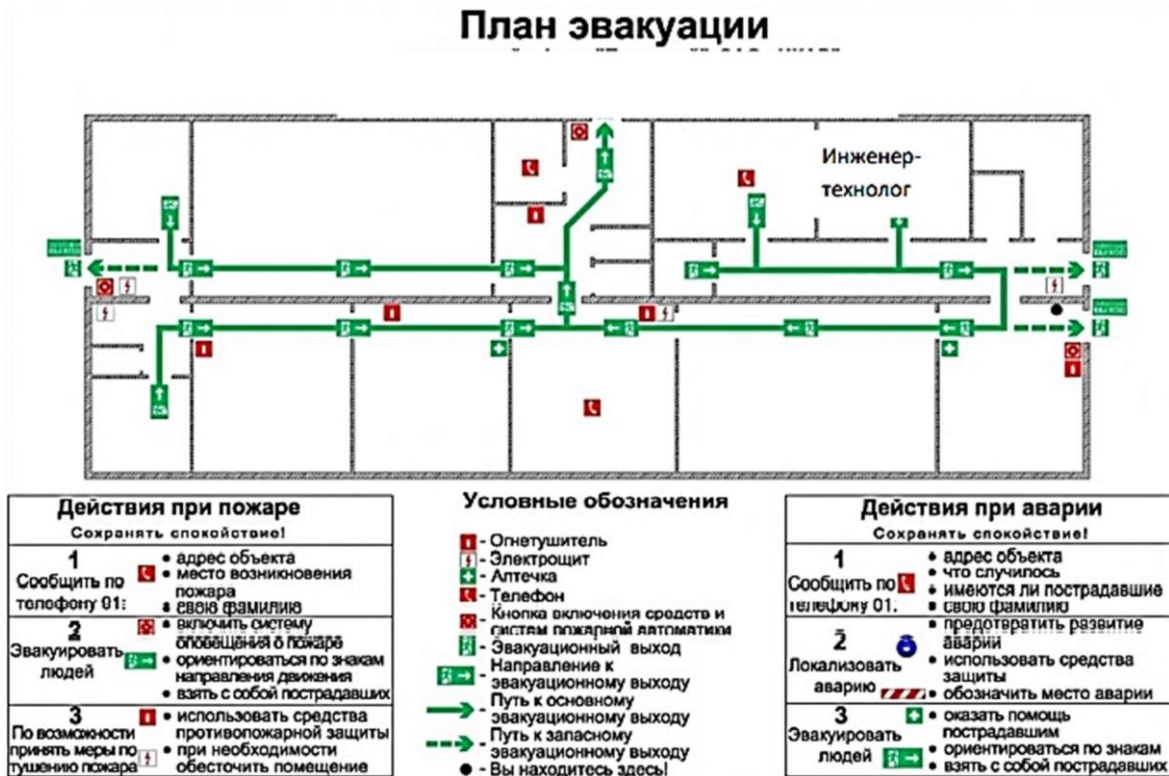 План эвакуации
Инженер-
технолог
Действия при пожаре
Сохранять спокойствие!
1
Сообщить по
телефону 01:
• адрес объекта
• место возникновения
пожара
• свою фамилию
2
Эвакуировать
людей
• включить систему
оповещения о пожаре
• ориентироваться по знакам
направления движения
• взять с собой пострадавших
3
По возможности
принять меры по
тушению пожара
• использовать средства
противопожарной защиты
• при необходимости
обесточить помещение
Условные обозначения
- Огнетушитель
- Электрощит
- Аптечка
- Телефон
- Кнопка включения средств и
систем пожарной автоматики
- Эвакуационный выход
- Направление к
эвакуационному выходу
- Путь к основному
эвакуационному выходу
- Путь к запасному
эвакуационному выходу
- Вы находитесь здесь!
Действия при аварии
Сохранять спокойствие!
1
Сообщить по
телефону 01.
• адрес объекта
• что случилось
• имеются ли пострадавшие
• свою фамилию
2
Локализовать
аварию
• предотвратить развитие
аварии
• использовать средства
защиты
• обозначить место аварии
3
Эвакуировать
людей
• оказать помощь
пострадавшим
• ориентироваться по знакам
• взять с собой пострадавших